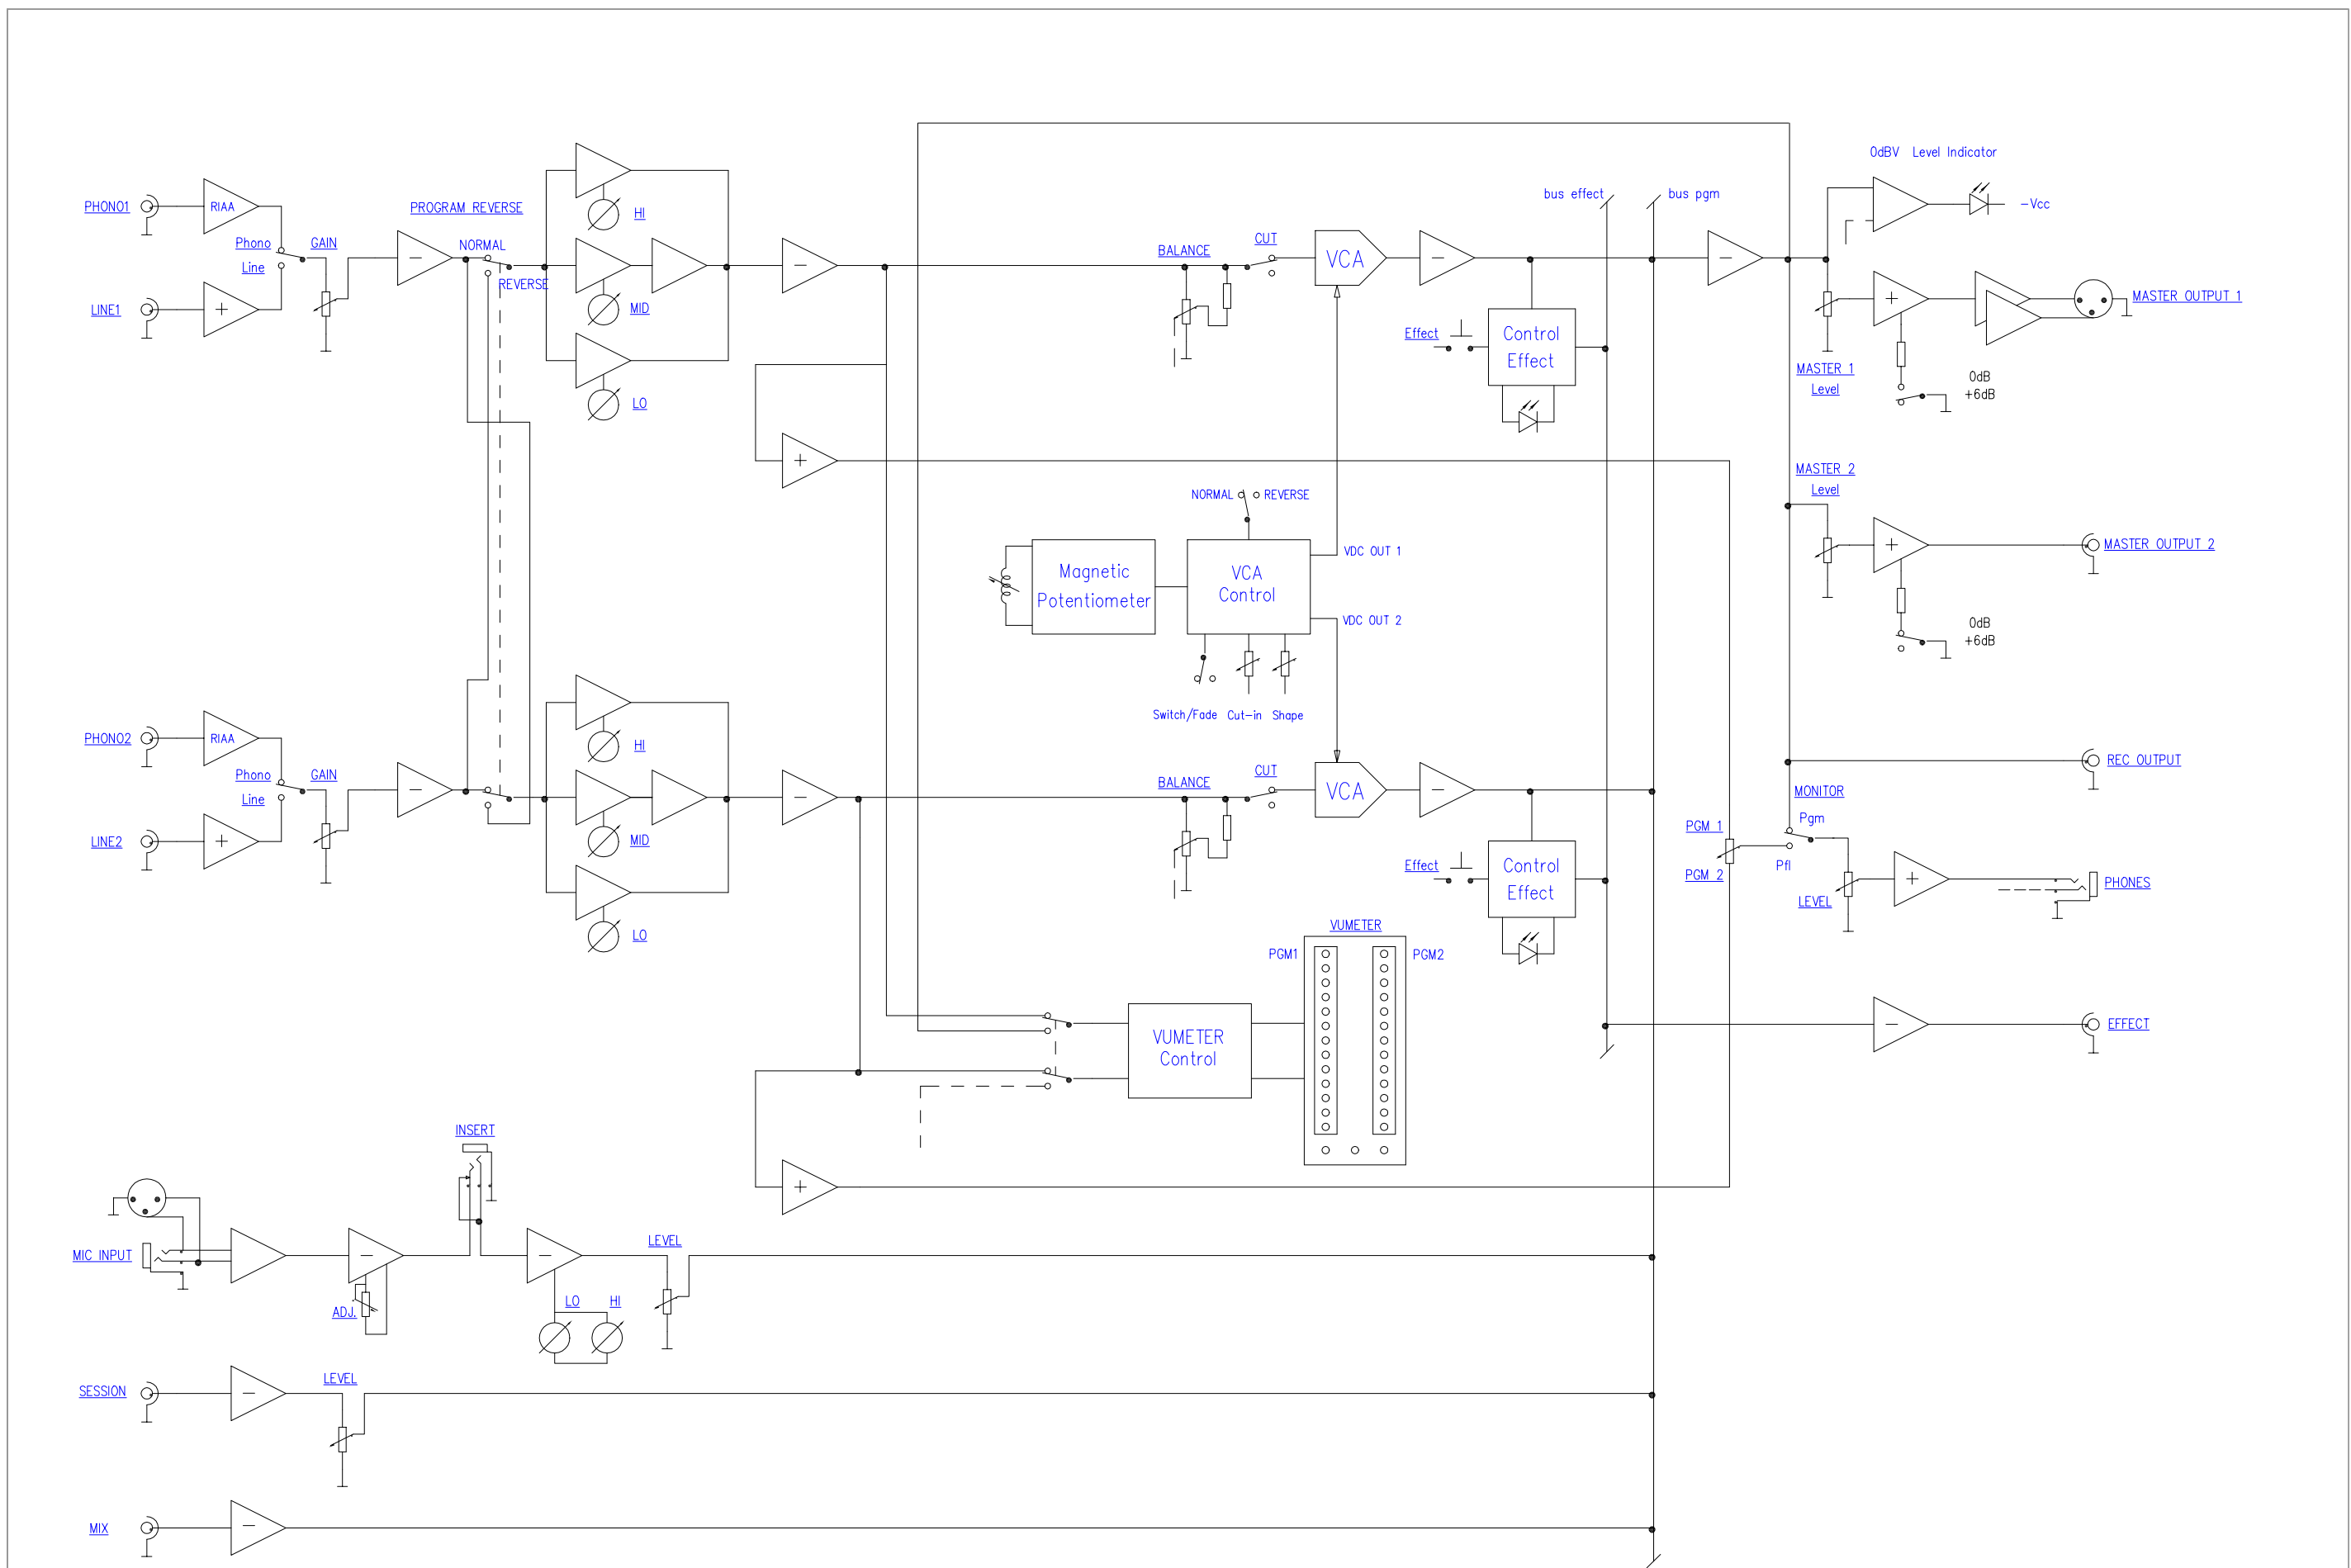 0dBV Level Indicator
bus effect
bus pgm
-Vcc
PHONO1
RIAA
PROGRAM REVERSE
HI
Phono
GAIN
NORMAL
BALANCE
CUT
Line
REVERSE
VCA
LINE1
+
MID
MASTER OUTPUT 1
Effect
Control
Effect
MASTER 1
Level
0dB
+6dB
LO
MASTER 2
Level
NORMAL
REVERSE
VDC OUT 1
MASTER OUTPUT 2
Magnetic
Potentiometer
VCA
Control
VDC OUT 2
0dB
+6dB
Switch/Fade
Cut-in
Shape
PHONO2
RIAA
HI
Phono
GAIN
BALANCE
CUT
REC OUTPUT
Line
VCA
MONITOR
Pgm
LINE2
MID
PGM 1
Pfl
PGM 2
Effect
Control
Effect
LEVEL
PHONES
LO
VUMETER
PGM1
PGM2
VUMETER
Control
EFFECT
INSERT
MIC INPUT
LEVEL
LO
HI
ADJ.
SESSION
LEVEL
MIX